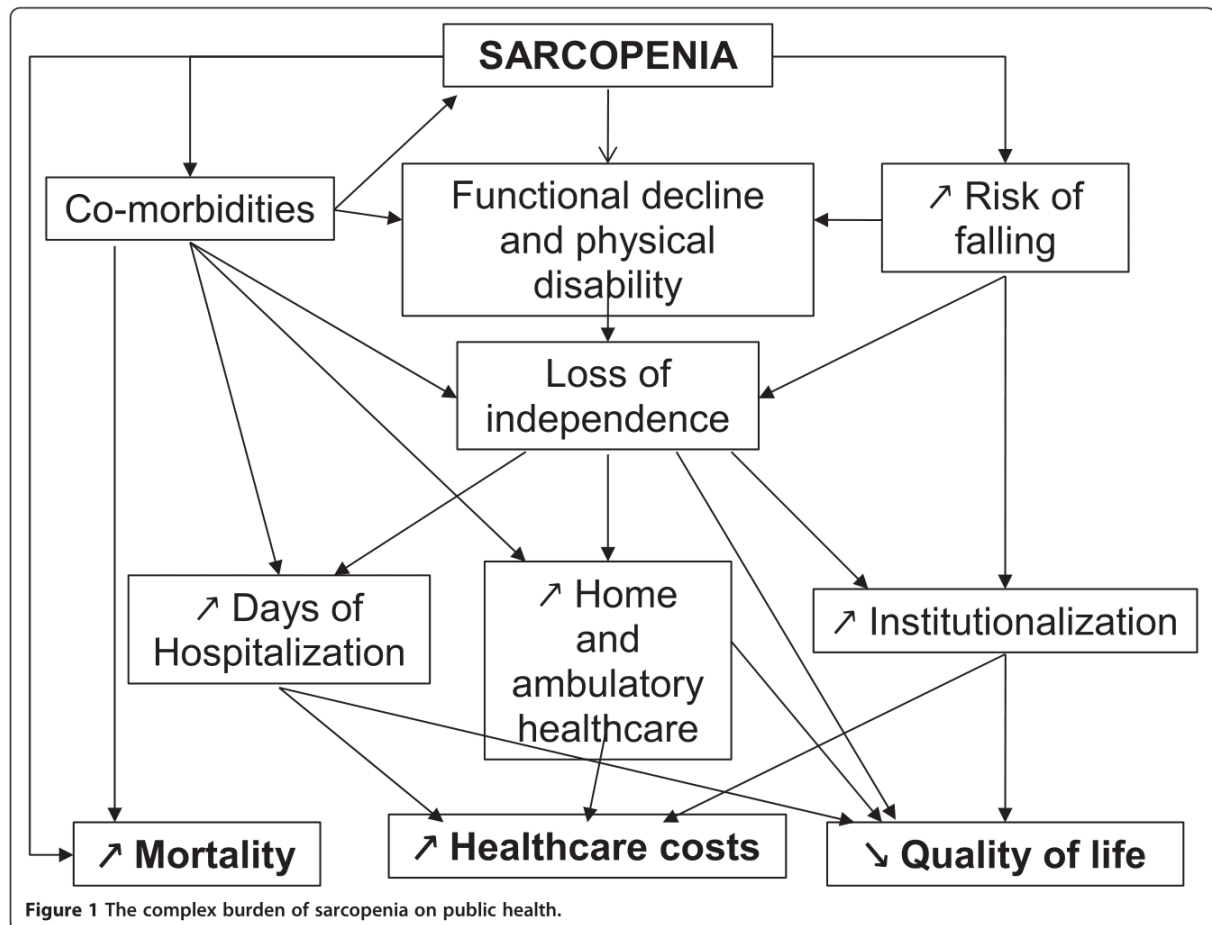 SARCOPENIA
Co-morbidities
Functional decline
and physical
disability
↗ Risk of
falling
Loss of
independence
↗ Days of
Hospitalization
↗ Home
and
ambulatory
healthcare
↗ Institutionalization
↗ Mortality
↗ Healthcare costs
↘ Quality of life
Figure 1 The complex burden of sarcopenia on public health.